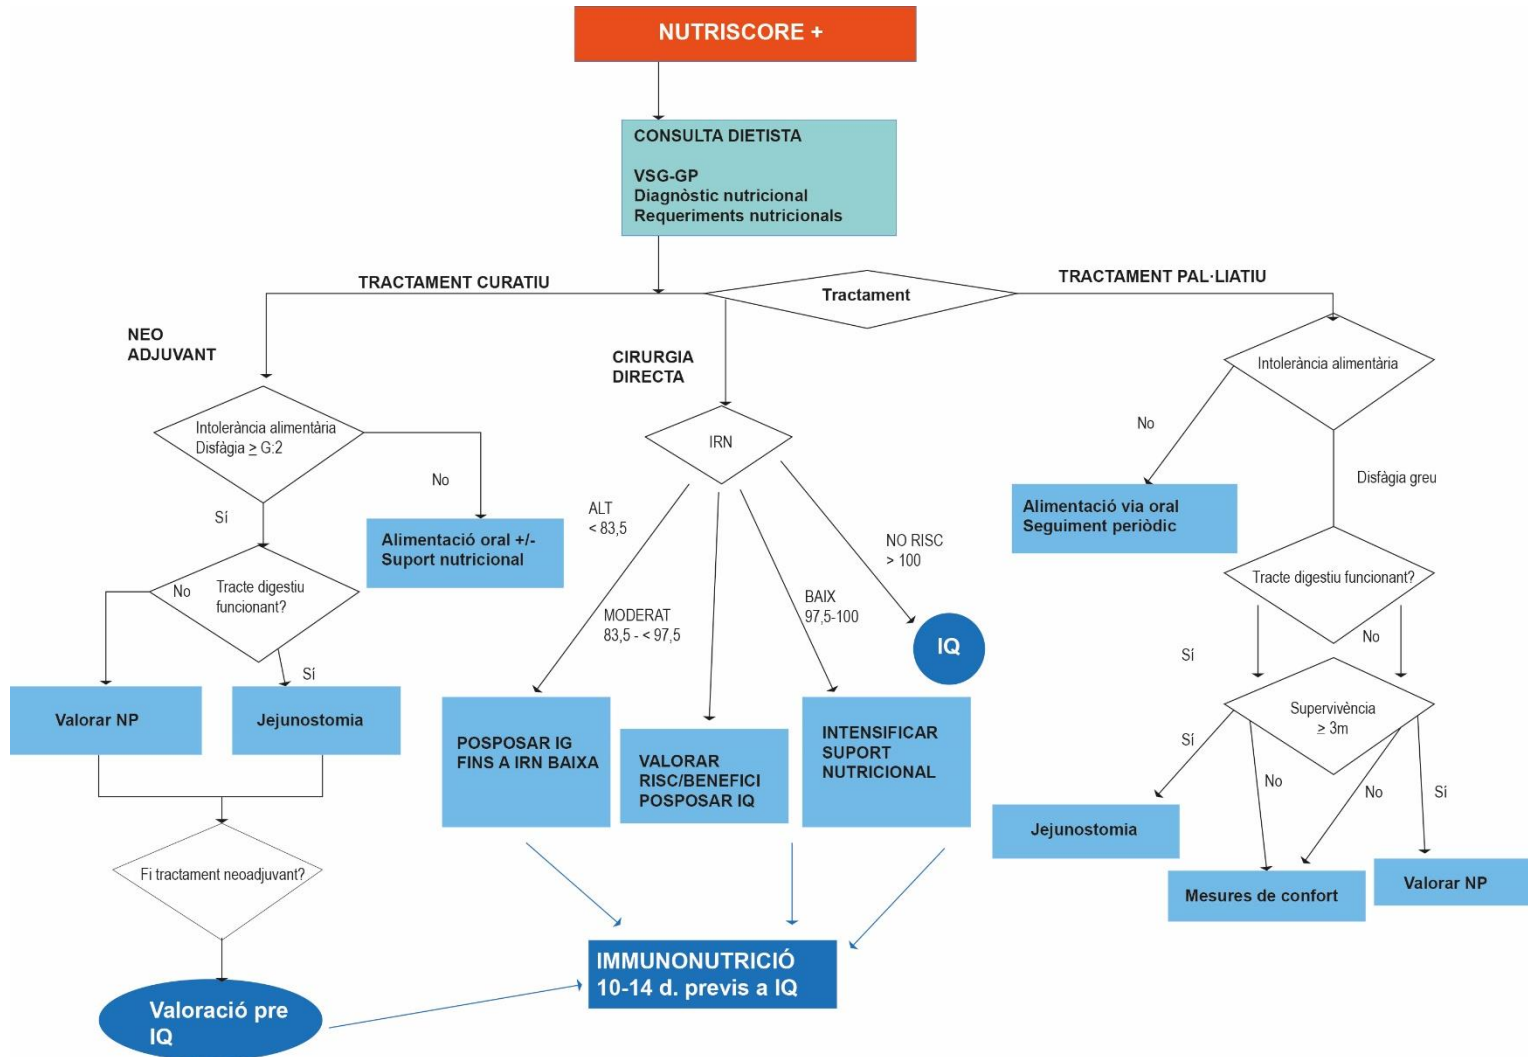 NUTRISCORE +
CONSULTA DIETISTA
VSG-GP
Diagnòstic nutricional
Requeriments nutricionals
TRACTAMENT CURATIU
Tractament
TRACTAMENT PAL·LIATIU
NEO
ADJUVANT
CIRURGIA
DIRECTA
Intolerància alimentària
Disfàgia ≥ G:2
No
Sí
Alimentació oral +/-
Suport nutricional
Tracte digestiu
funcionant?
No
Sí
Valorar NP
Jejunostomia
Fi tractament neoadjuvant?
Valoració pre
IQ
IRN
ALT
< 83,5
MODERAT
83,5 - < 97,5
BAIX
97,5-100
NO RISC
> 100
IQ
POSPOSAR IG
FINS A IRN BAIXA
VALORAR
RISC/BENEFICI
POSPOSAR IQ
INTENSIFICAR
SUPORT
NUTRICIONAL
IMMUNONUTRICIÓ
10-14 d. previs a IQ
Intolerància alimentària
No
Disfàgia greu
Alimentació via oral
Seguiment periòdic
Tracte digestiu funcionant?
Sí
No
Supervivència
≥ 3m
Sí
No
No
Sí
Jejunostomia
Mesures de confort
Valorar NP